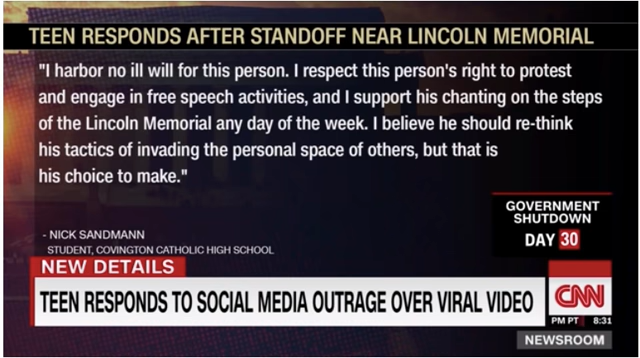 TEEN RESPONDS AFTER STANDOFF NEAR LINCOLN MEMORIAL
"I harbor no ill will for this person. I respect this person's right to protest
and engage in free speech activities, and I support his chanting on the steps
of the Lincoln Memorial any day of the week. I believe he should re-think
his tactics of invading the personal space of others, but that is
his choice to make."
- NICK SANDMANN
STUDENT, COVINGTON CATHOLIC HIGH SCHOOL
GOVERNMENT
SHUTDOWN
DAY 30
NEW DETAILS
TEEN RESPONDS TO SOCIAL MEDIA OUTRAGE OVER VIRAL VIDEO
CNN
PM PT 8:31
NEWSROOM